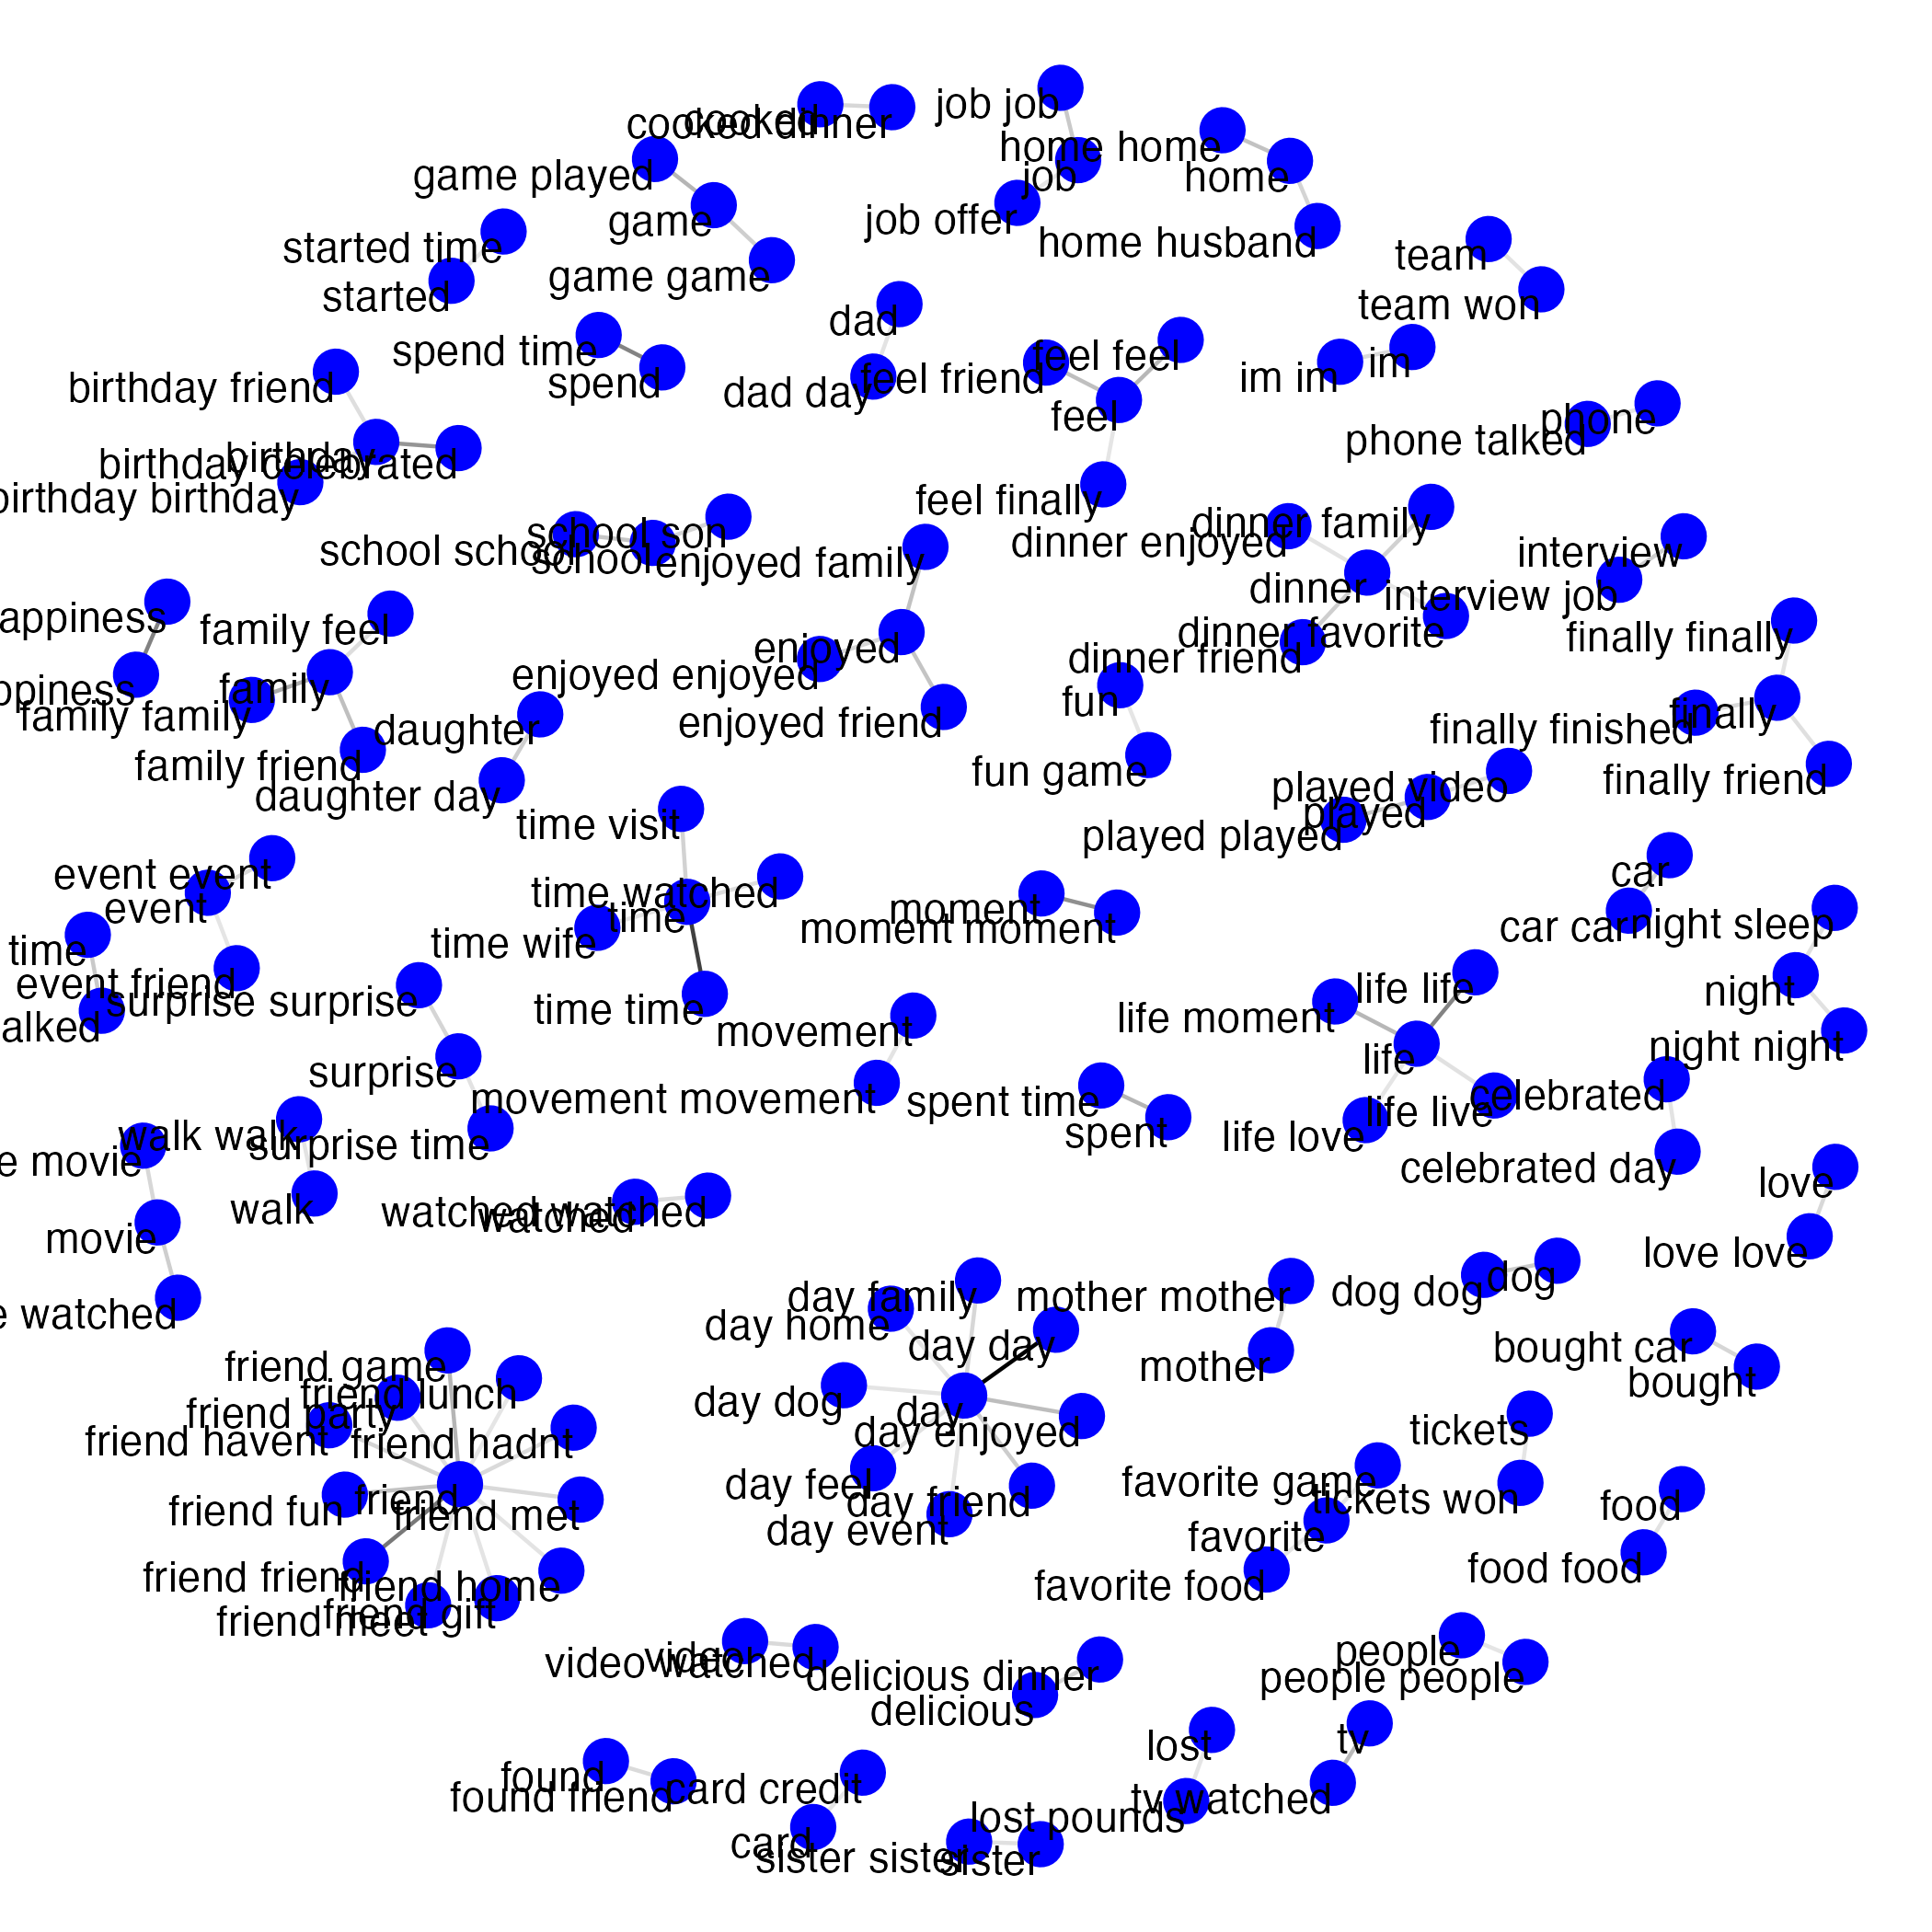 cooked
cooked dinner
job job
home home
game played
job
home
game
job offer
started time
home husband
team
game game
started
team won
dad
spend time
feel feel
im
im im
feel friend
birthday friend
spend
dad day
feel
phone
phone talked
birthday
birthday celebrated
birthday birthday
feel finally
school son
dinner family
dinner enjoyed
school school
school
enjoyed family
interview
dinner
interview job
appiness
family feel
dinner favorite
finally finally
enjoyed
dinner friend
enjoyed enjoyed
ppiness
family
family family
fun
finally
enjoyed friend
daughter
finally finished
family friend
fun game
finally friend
daughter day
played video
played
time visit
played played
event event
car
time watched
event
moment
time
moment moment
car car
night sleep
time wife
time
event friend
life life
night
surprise surprise
time time
life moment
alked
movement
night night
life
surprise
movement movement
spent time
celebrated
life live
walk walk
surprise time
spent
life love
e movie
celebrated day
love
walk
watched watched
watched
movie
love love
dog
day family
mother mother
dog dog
e watched
day home
day day
bought car
friend game
mother
bought
friend lunch
day dog
friend party
day
tickets
day enjoyed
friend havent
friend hadnt
favorite game
day feel
friend
tickets won
day friend
food
friend fun
friend met
day event
favorite
food food
friend friend
friend home
favorite food
friend gift
friend meet
people
video
video watched
delicious dinner
people people
delicious
tv
lost
found
card credit
found friend
tv watched
lost pounds
card
sister sister
sister